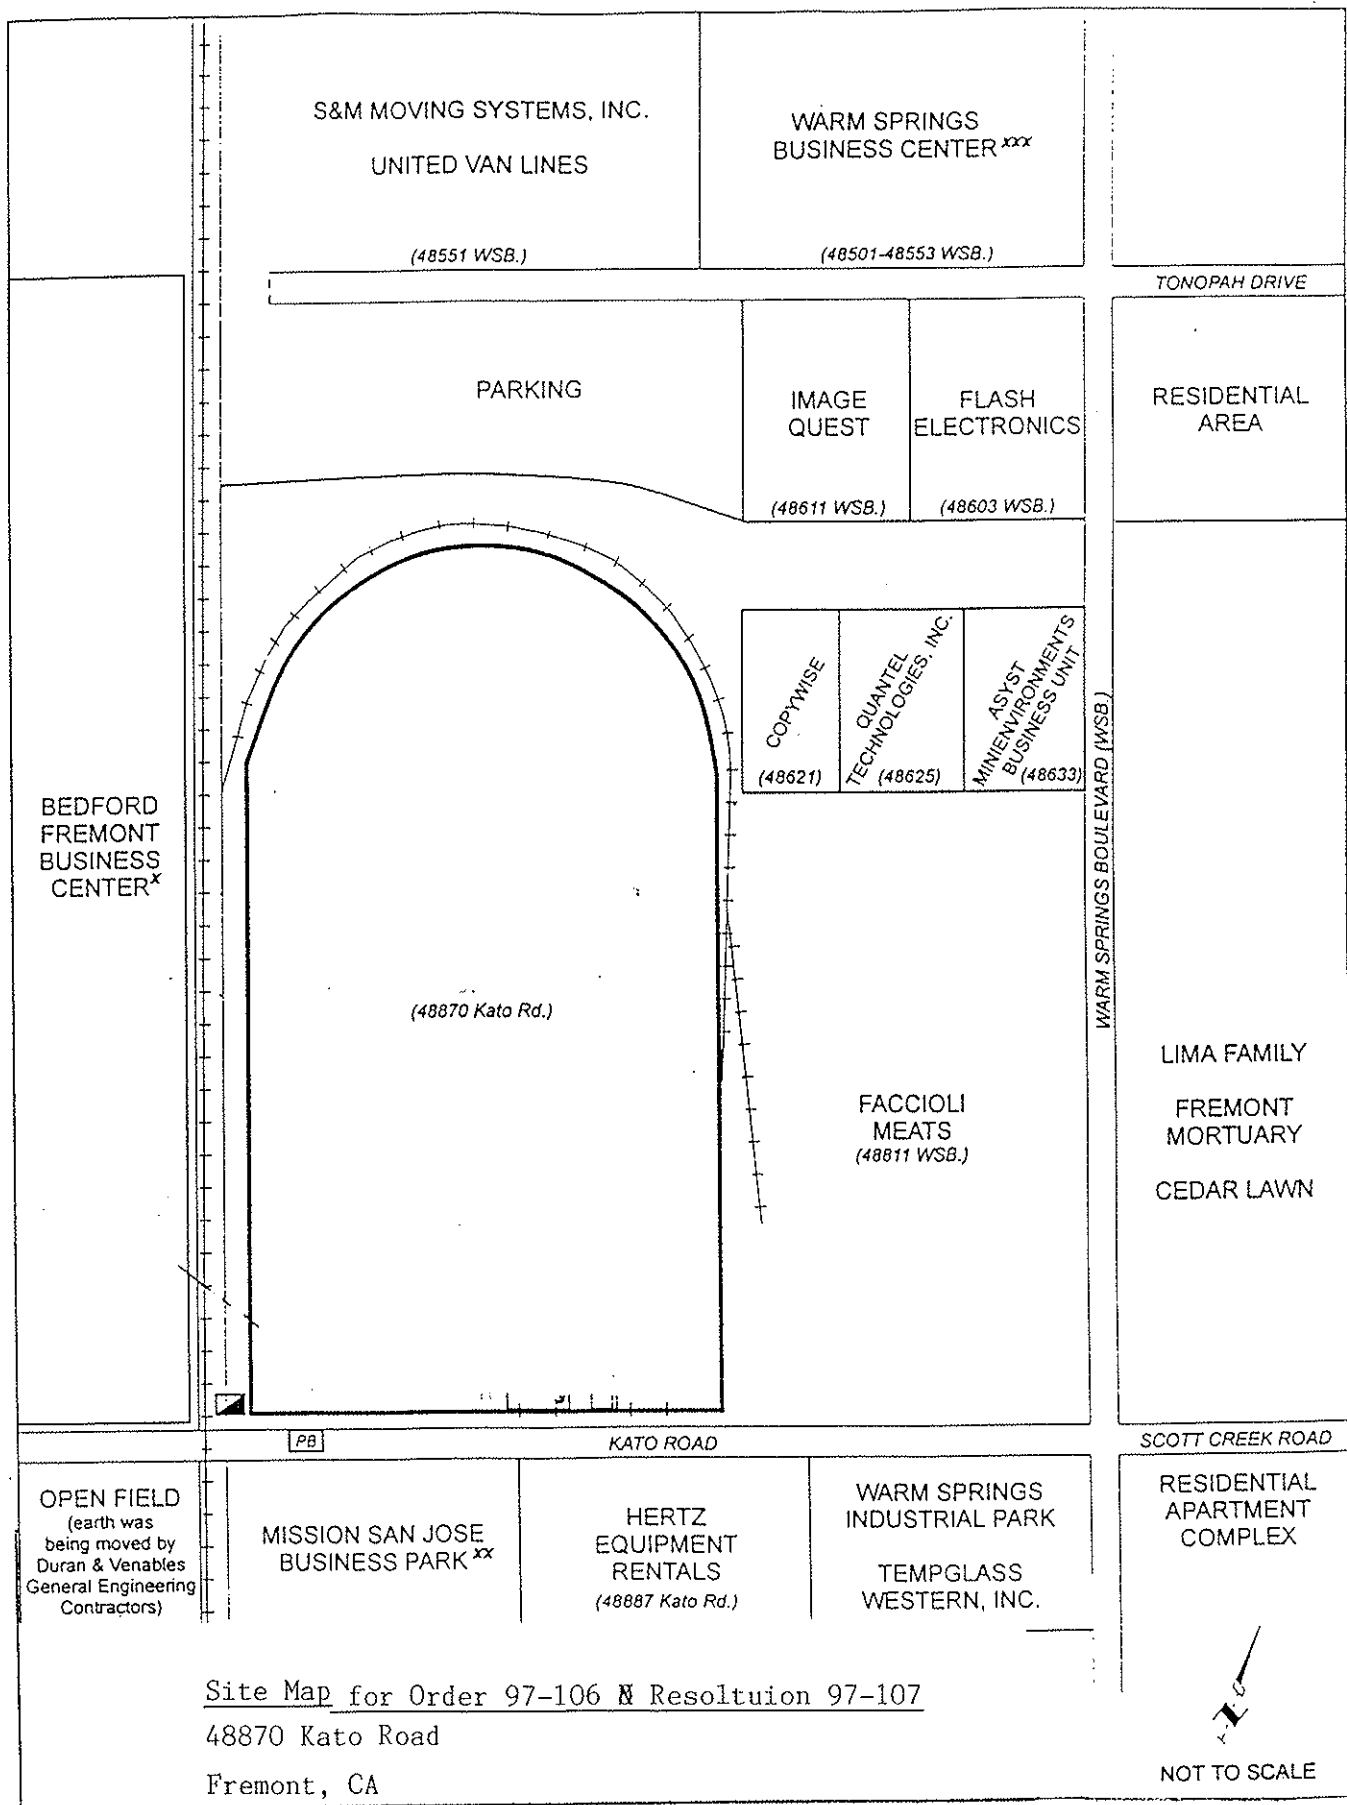 S&M MOVING SYSTEMS, INC.
UNITED VAN LINES
(48551 WSB.)
WARM SPRINGS
BUSINESS CENTER xxx
(48501-48553 WSB.)
TONOPAH DRIVE
PARKING
IMAGE
QUEST
(48611 WSB.)
FLASH
ELECTRONICS
(48603 WSB.)
RESIDENTIAL
AREA
COPYWISE
(48621)
QUANTEL
TECHNOLOGIES, INC.
(48625)
ASYST
MINIENVIRONMENTS
BUSINESS UNIT
(48633)
WARM SPRINGS BOULEVARD (WSB.)
BEDFORD
FREMONT
BUSINESS
CENTER X
(48870 Kato Rd.)
FACCIOLI
MEATS
(48811 WSB.)
LIMA FAMILY
FREMONT
MORTUARY
CEDAR LAWN
PB
KATO ROAD
SCOTT CREEK ROAD
OPEN FIELD
(earth was
being moved by
Duran & Venables
General Engineering
Contractors)
MISSION SAN JOSE
BUSINESS PARK xx
HERTZ
EQUIPMENT
RENTALS
(48887 Kato Rd.)
WARM SPRINGS
INDUSTRIAL PARK
TEMPGLASS
WESTERN, INC.
RESIDENTIAL
APARTMENT
COMPLEX
Site Map for Order 97-106 & Resoltuion 97-107
48870 Kato Road
Fremont, CA
N
NOT TO SCALE